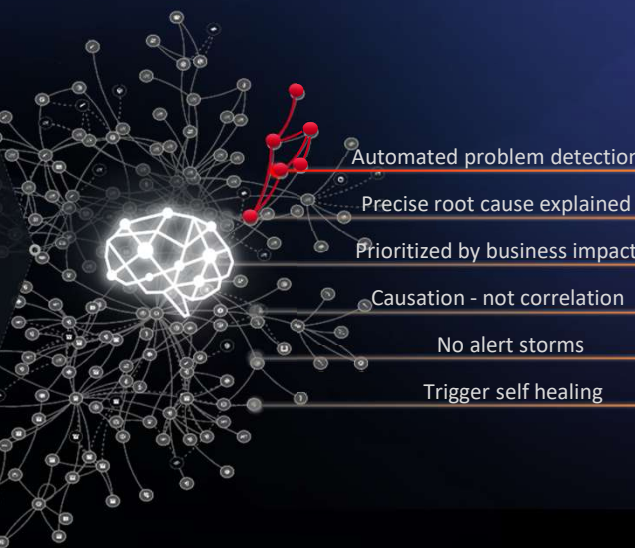 Automated problem detection
Precise root cause explained
Prioritized by business impact
Causation - not correlation
No alert storms
Trigger self healing